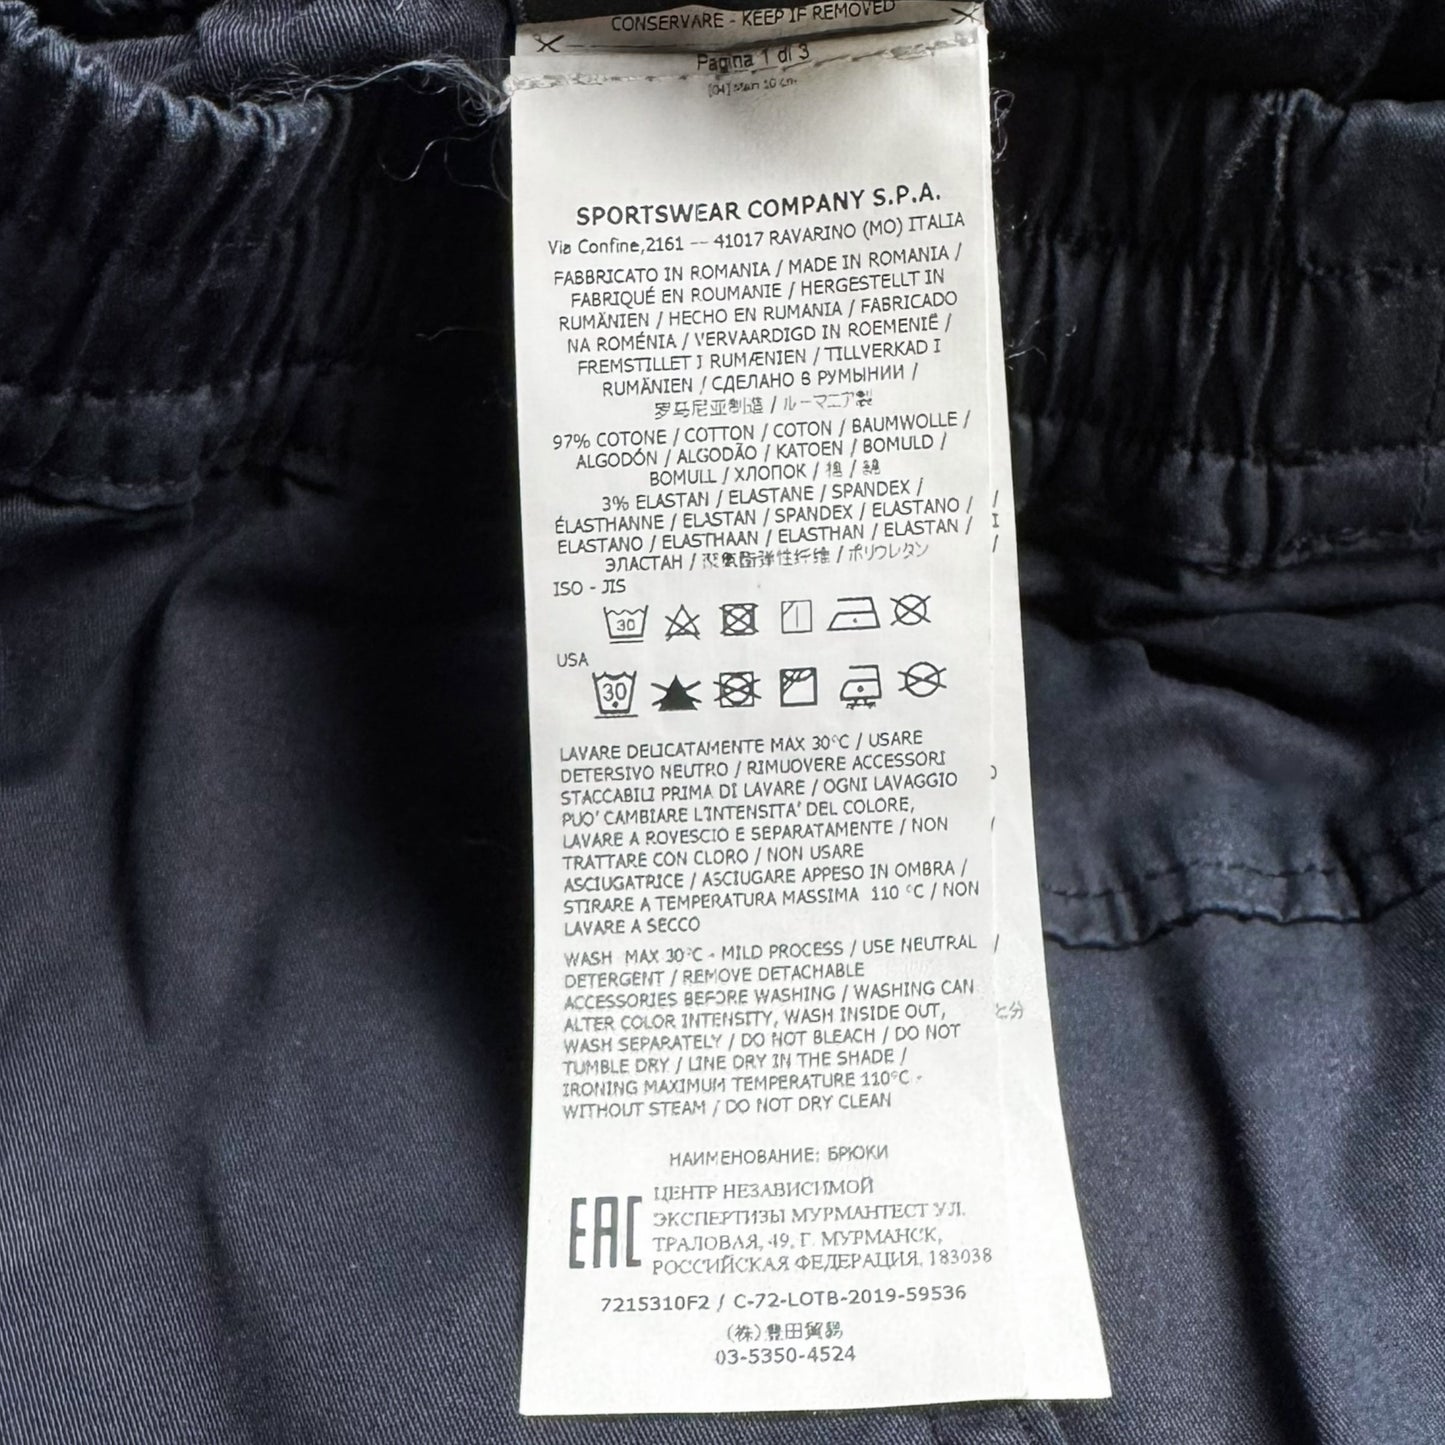 CONSERVARE - KEEP IF REMOVED
Pagina 1 di 3
SPORTSWEAR COMPANY S.P.A.
Via Confine,2161 -- 41017 RAVARINO (MO) ITALIA
FABBRICATO IN ROMANIA / MADE IN ROMANIA /
FABRIQUÉ EN ROUMANIE / HERGESTELLT IN
RUMÄNIEN / HECHO EN RUMANIA / FABRICADO
NA ROMÉNIA / VERVAARDIGD IN ROEMENIË /
FREMSTILLET I RUMÆNIEN / TILLVERKAD I
RUMÄNIEN / СДЕЛАНО В РУМЫНИИ /
罗马尼亚制造 / ルーマニア製
97% COTONE / COTTON / COTON / BAUMWOLLE /
ALGODÓN / ALGODÃO / KATOEN / BOMULD /
BOMULL / ХЛОПОК / 棉 / 綿
3% ELASTAN / ELASTANE / SPANDEX /
ÉLASTHANNE / ELASTAN / SPANDEX / ELASTANO /
ELASTANO / ELASTHAAN / ELASTHAN / ELASTAN /
ЭЛАСТАН / 聚氨酯弹性纤维 / ポリウレタン
ISO - JIS
30
USA
30
LAVARE DELICATAMENTE MAX 30°C / USARE
DETERSIVO NEUTRO / RIMUOVERE ACCESSORI
STACCABILI PRIMA DI LAVARE / OGNI LAVAGGIO
PUO' CAMBIARE L'INTENSITA' DEL COLORE,
LAVARE A ROVESCIO E SEPARATAMENTE / NON
TRATTARE CON CLORO / NON USARE
ASCIUGATRICE / ASCIUGARE APPESO IN OMBRA /
STIRARE A TEMPERATURA MASSIMA 110 °C / NON
LAVARE A SECCO
WASH MAX 30°C - MILD PROCESS / USE NEUTRAL
DETERGENT / REMOVE DETACHABLE
ACCESSORIES BEFORE WASHING / WASHING CAN
ALTER COLOR INTENSITY, WASH INSIDE OUT,
WASH SEPARATELY / DO NOT BLEACH / DO NOT
TUMBLE DRY / LINE DRY IN THE SHADE /
IRONING MAXIMUM TEMPERATURE 110°C -
WITHOUT STEAM / DO NOT DRY CLEAN
НАИМЕНОВАНИЕ: БРЮКИ
EAC
ЦЕНТР НЕЗАВИСИМОЙ
ЭКСПЕРТИЗЫ МУРМАНТЕСТ УЛ.
ТРАЛОВАЯ, 49, Г. МУРМАНСК,
РОССИЙСКАЯ ФЕДЕРАЦИЯ, 183038
7215310F2 / C-72-LOTB-2019-59536
(株)豊田貿易
03-5350-4524